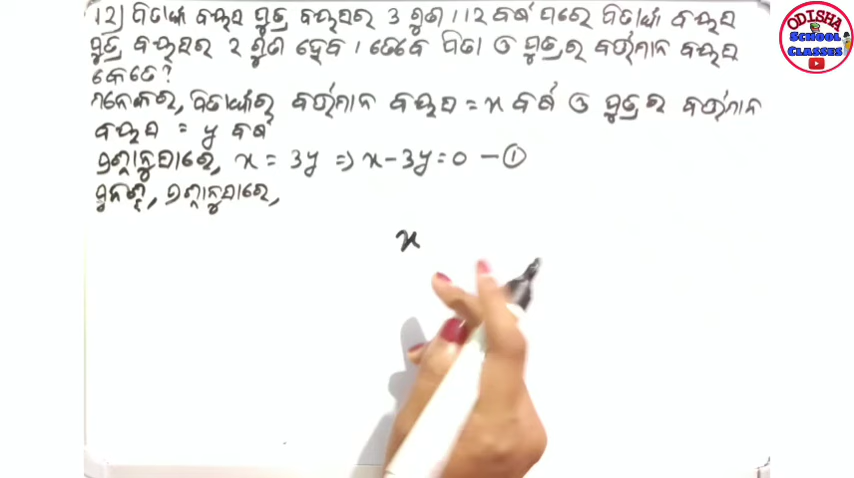 12) ପିତାଙ୍କ ବୟସ ପୁତ୍ର ବୟସର 3 ଗୁଣ।12 ବର୍ଷ ପରେ ପିତାଙ୍କ ବୟସ
ପୁତ୍ର ବୟସର 2 ଗୁଣ ହେବ। ତେବେ ପିତା ଓ ପୁତ୍ରର ବର୍ତ୍ତମାନ ବୟସ
କେତେ?
ମନେକର, ପିତାଙ୍କର ବର୍ତ୍ତମାନ ବୟସ = x ବର୍ଷ ଓ ପୁତ୍ର ର ବର୍ତ୍ତମାନ
ବୟସ = y ବର୍ଷ
ପ୍ରଶ୍ନାନୁସାରେ, x = 3y => x - 3y = 0 - ①
ପୁନଶ୍ଚ, ପ୍ରଶ୍ନାନୁସାରେ,
x
ODISHA
SCHOOL
CLASSES